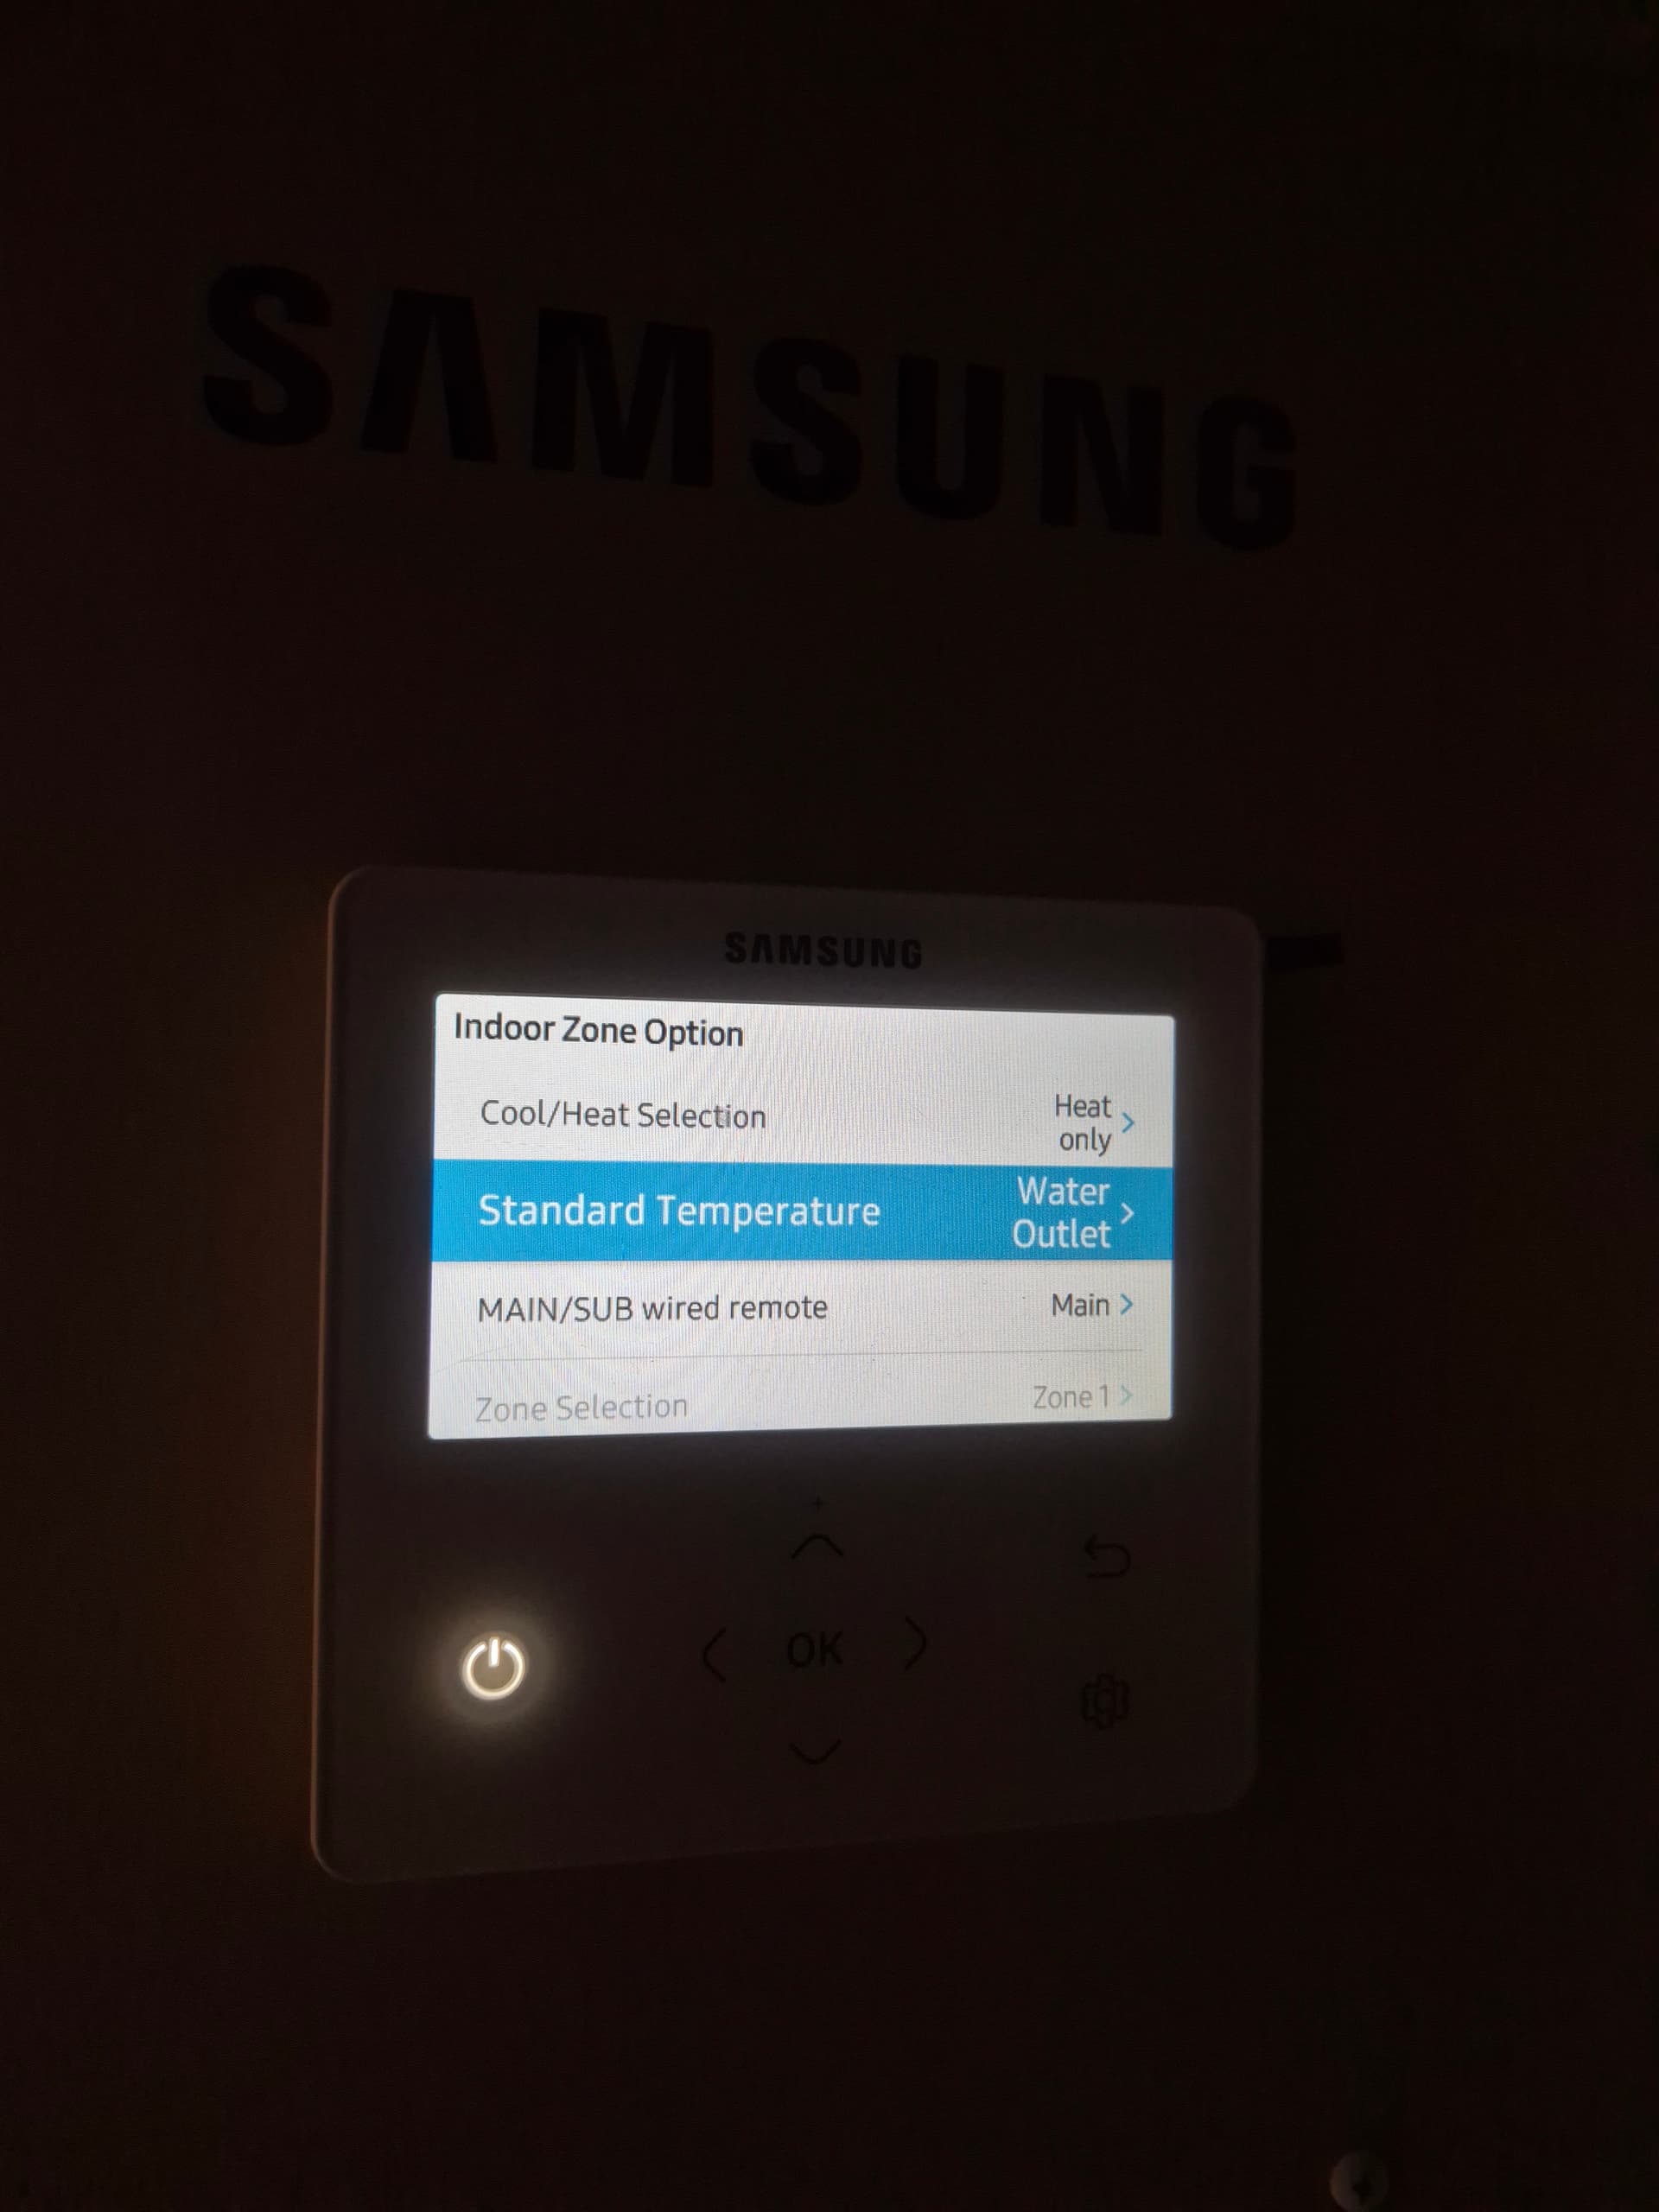 SAMSUNG
SAMSUNG
Indoor Zone Option
Cool/Heat Selection Heat only
Standard Temperature Water Outlet
MAIN/SUB wired remote Main
Zone Selection Zone 1
OK